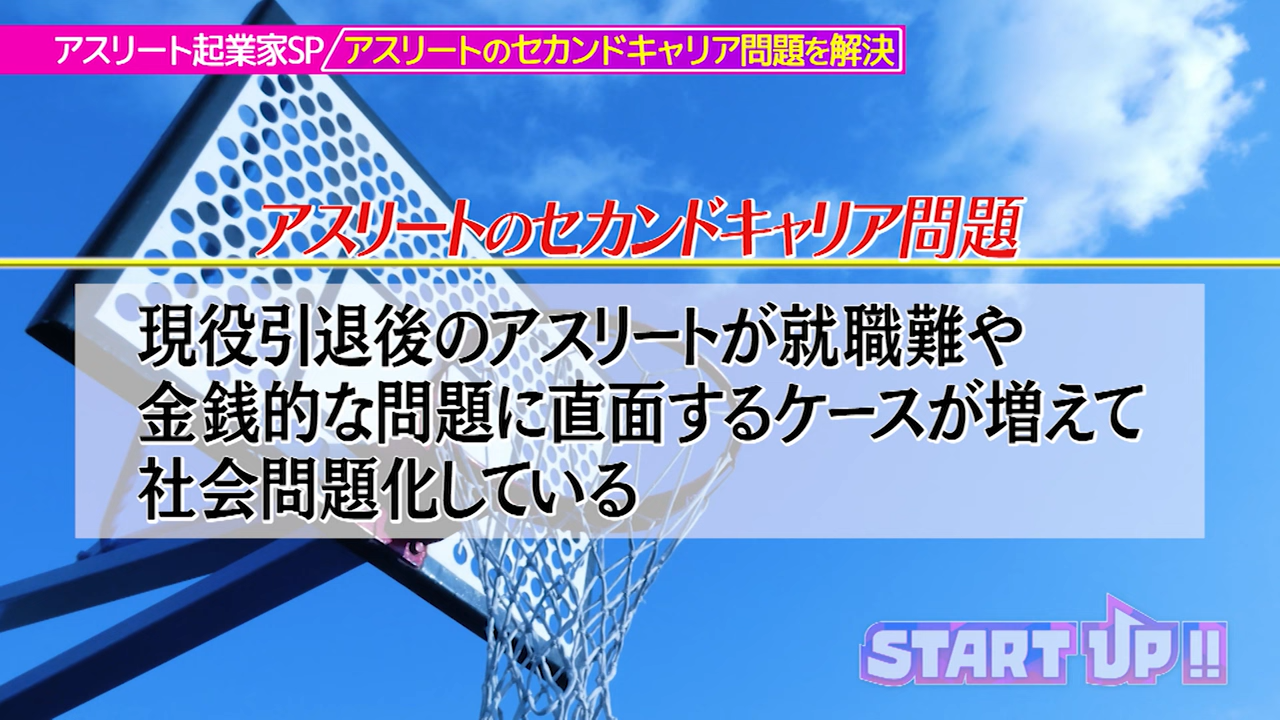 アスリート起業家SP/アスリートのセカンドキャリア問題を解決
アスリートのセカンドキャリア問題
現役引退後のアスリートが就職難や
金銭的な問題に直面するケースが増えて
社会問題化している
START UP!!